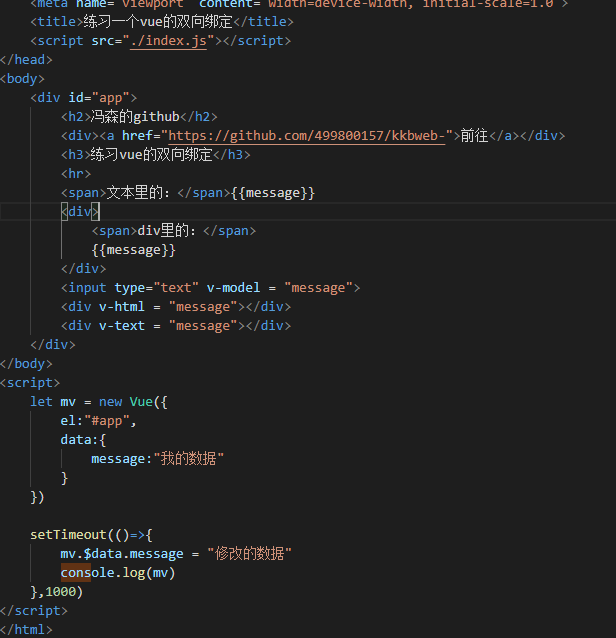 <meta name="viewport" content="width=device-width, initial-scale=1.0">
<title>练习一个vue的双向绑定</title>
<script src="./index.js"></script>
</head>
<body>
<div id="app">
<h2>冯森的github</h2>
<div><a href="https://github.com/499800157/kkbweb-">前往</a></div>
<h3>练习vue的双向绑定</h3>
<hr>
<span>文本里的: </span>{{message}}
<div>
<span>div里的: </span>
{{message}}
</div>
<input type="text" v-model = "message">
<div v-html = "message"></div>
<div v-text = "message"></div>
</div>
</body>
<script>
let mv = new Vue({
el:"#app",
data:{
message:"我的数据"
}
})
setTimeout(()=>{
mv.$data.message = "修改的数据"
console.log(mv)
},1000)
</script>
</html>